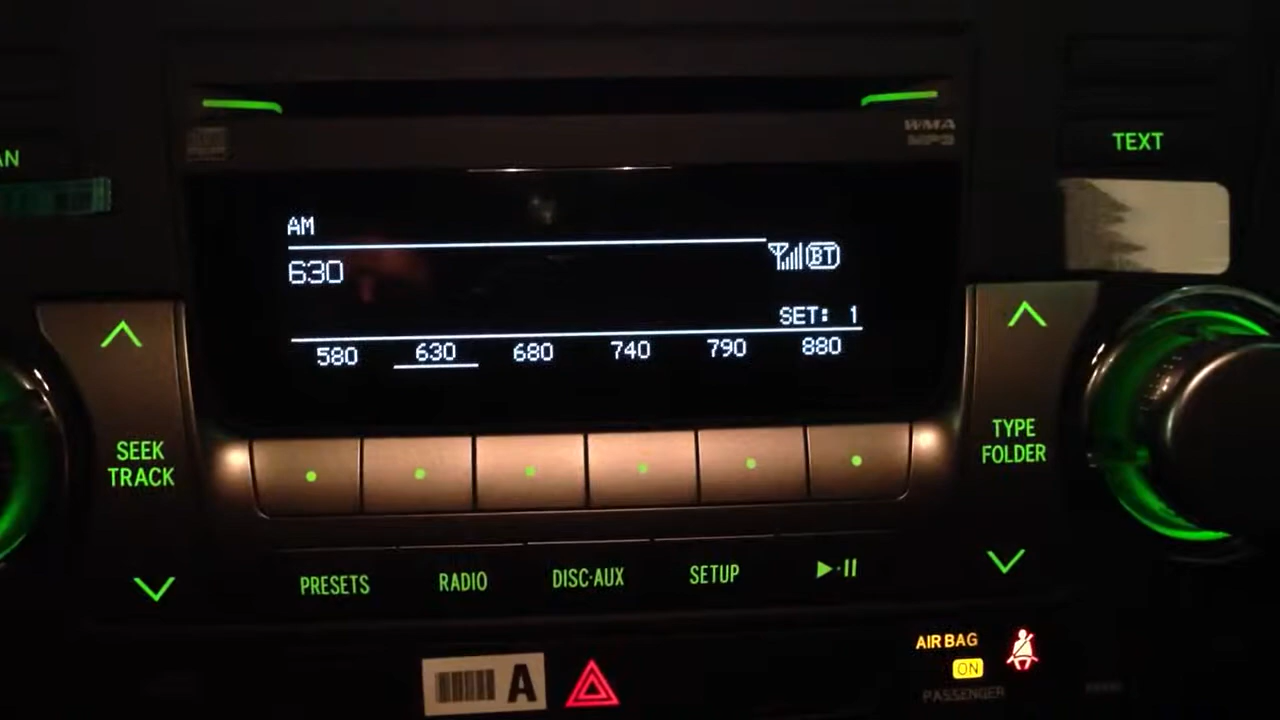 WMA
MP3
AN
TEXT
AM
630
BT
SET: 1
580 630 680 740 790 880
SEEK
TRACK
TYPE
FOLDER
PRESETS
RADIO
DISC·AUX
SETUP
AIR BAG
ON
PASSENGER
A